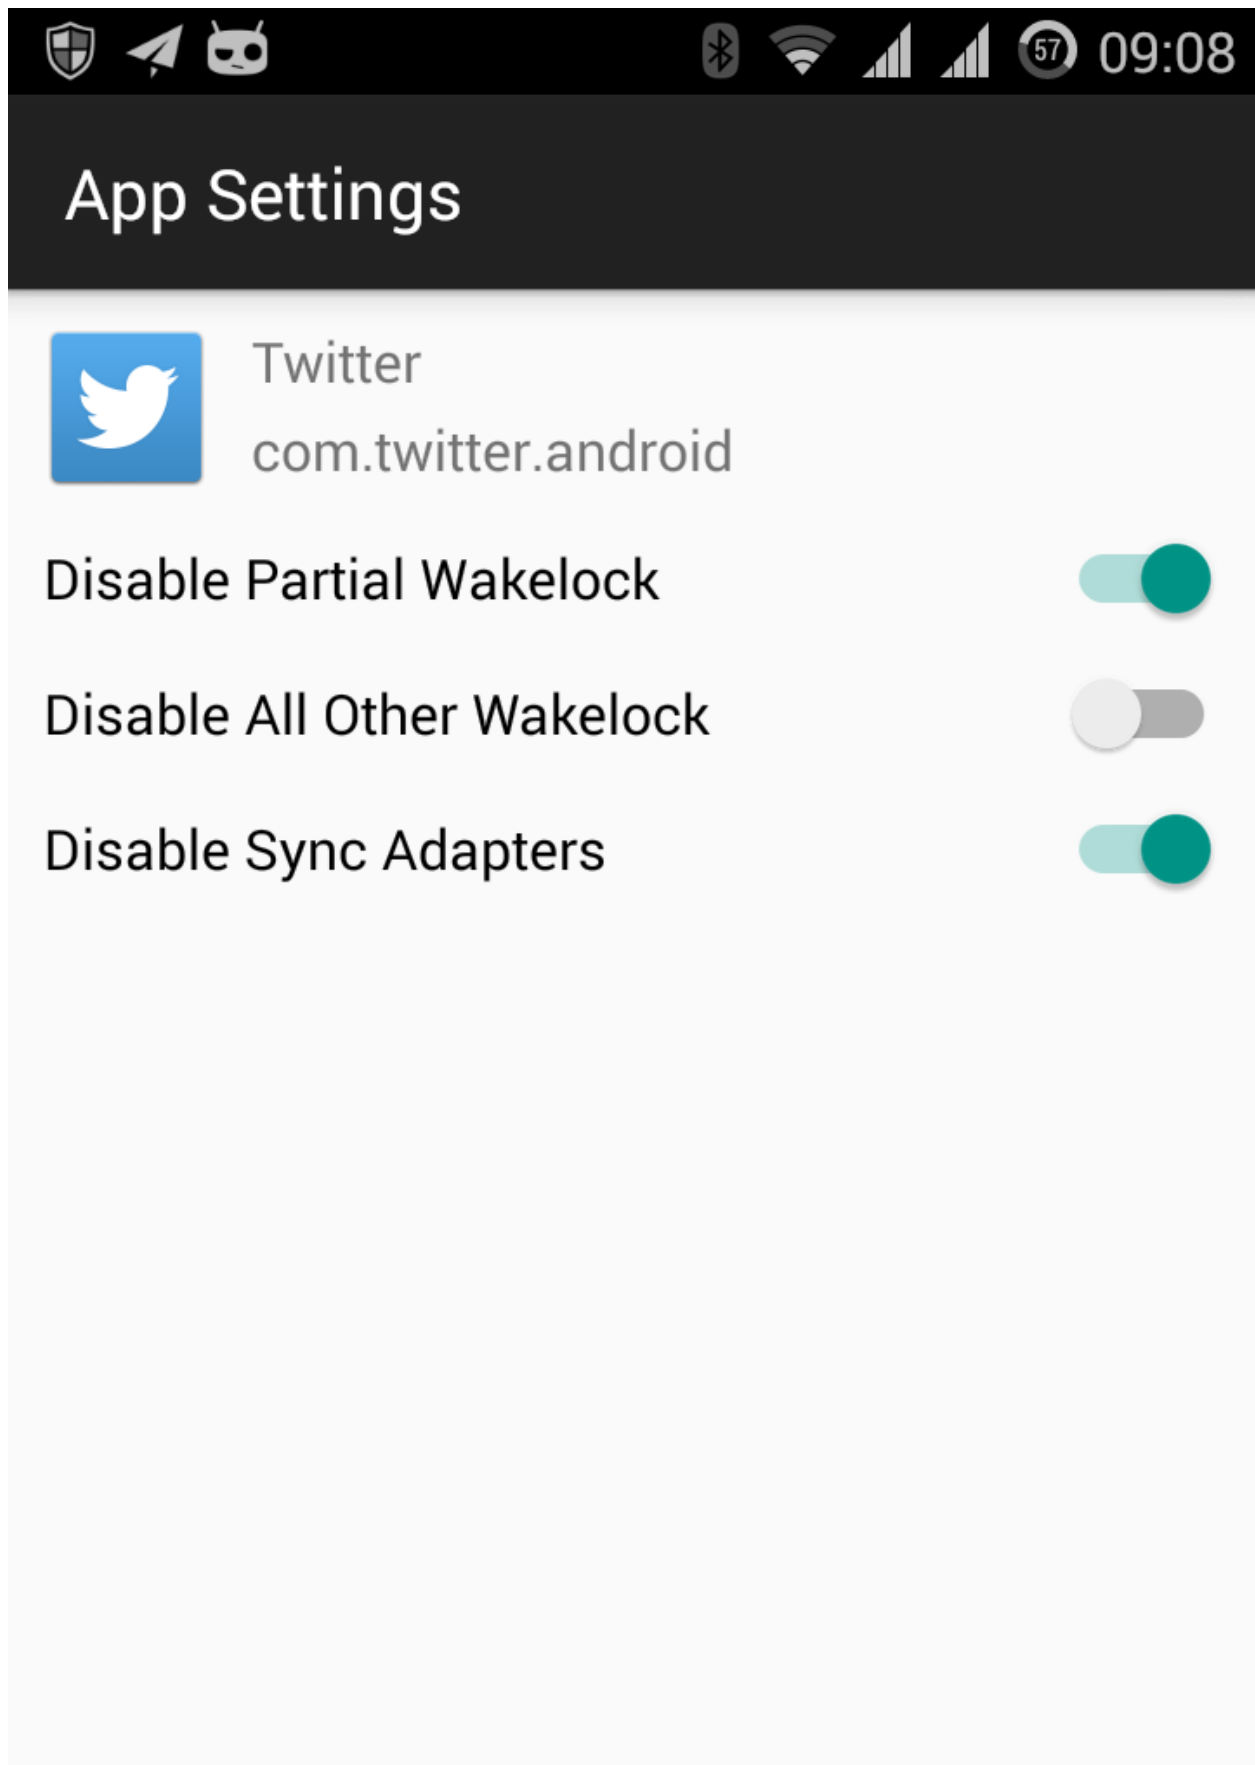 57 09:08
App Settings
Twitter
com.twitter.android
Disable Partial Wakelock
Disable All Other Wakelock
Disable Sync Adapters